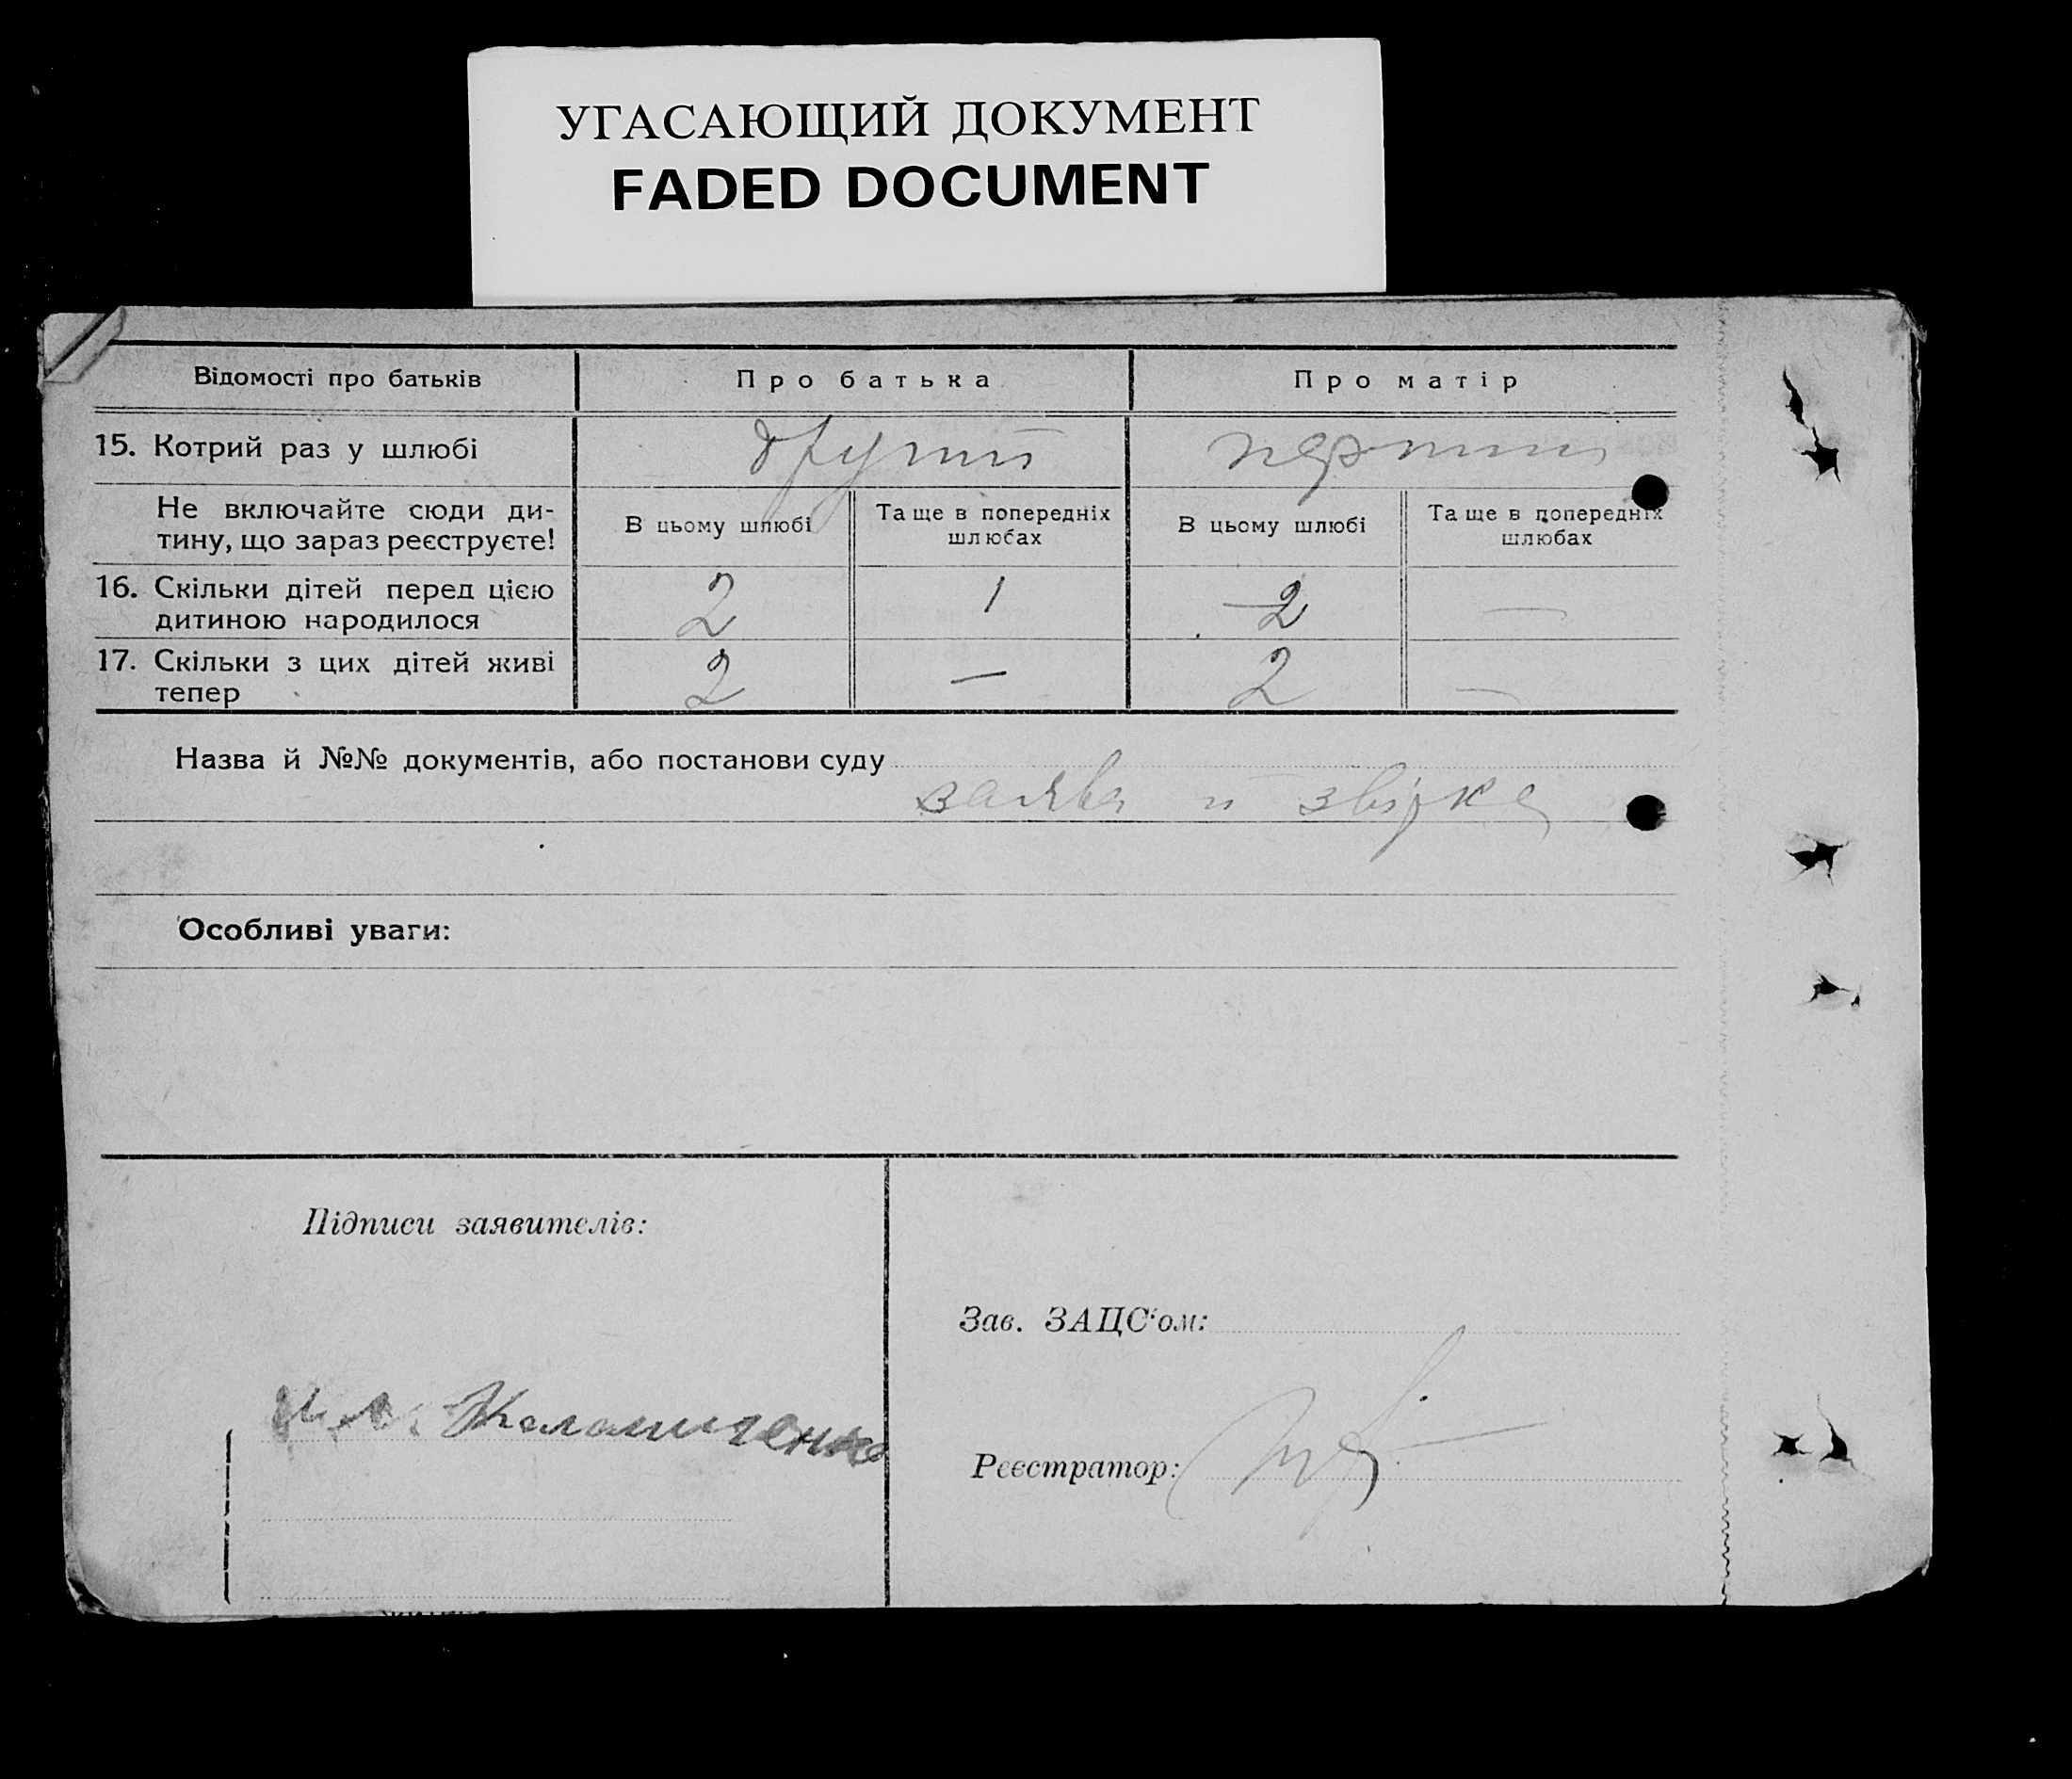 УГАСАЮЩИЙ ДОКУМЕНТ
FADED DOCUMENT
Відомості про батьків Про батька Про матір
15. Котрий раз у шлюбі другий перший
Не включайте сюди ди-
тину, що зараз реєструєте!
В цьому шлюбі Та ще в попередніх
шлюбах
В цьому шлюбі Та ще в попередніх
шлюбах
16. Скільки дітей перед цією
дитиною народилося 2 1 2 —
17. Скільки з цих дітей живі
тепер 2 — 2 —
Назва й №№ документів, або постанови суду
заява и звірка
Особливі уваги:
Підписи заявителів:
Зав. ЗАЦС‘ом:
Калашченко
Реєстратор: